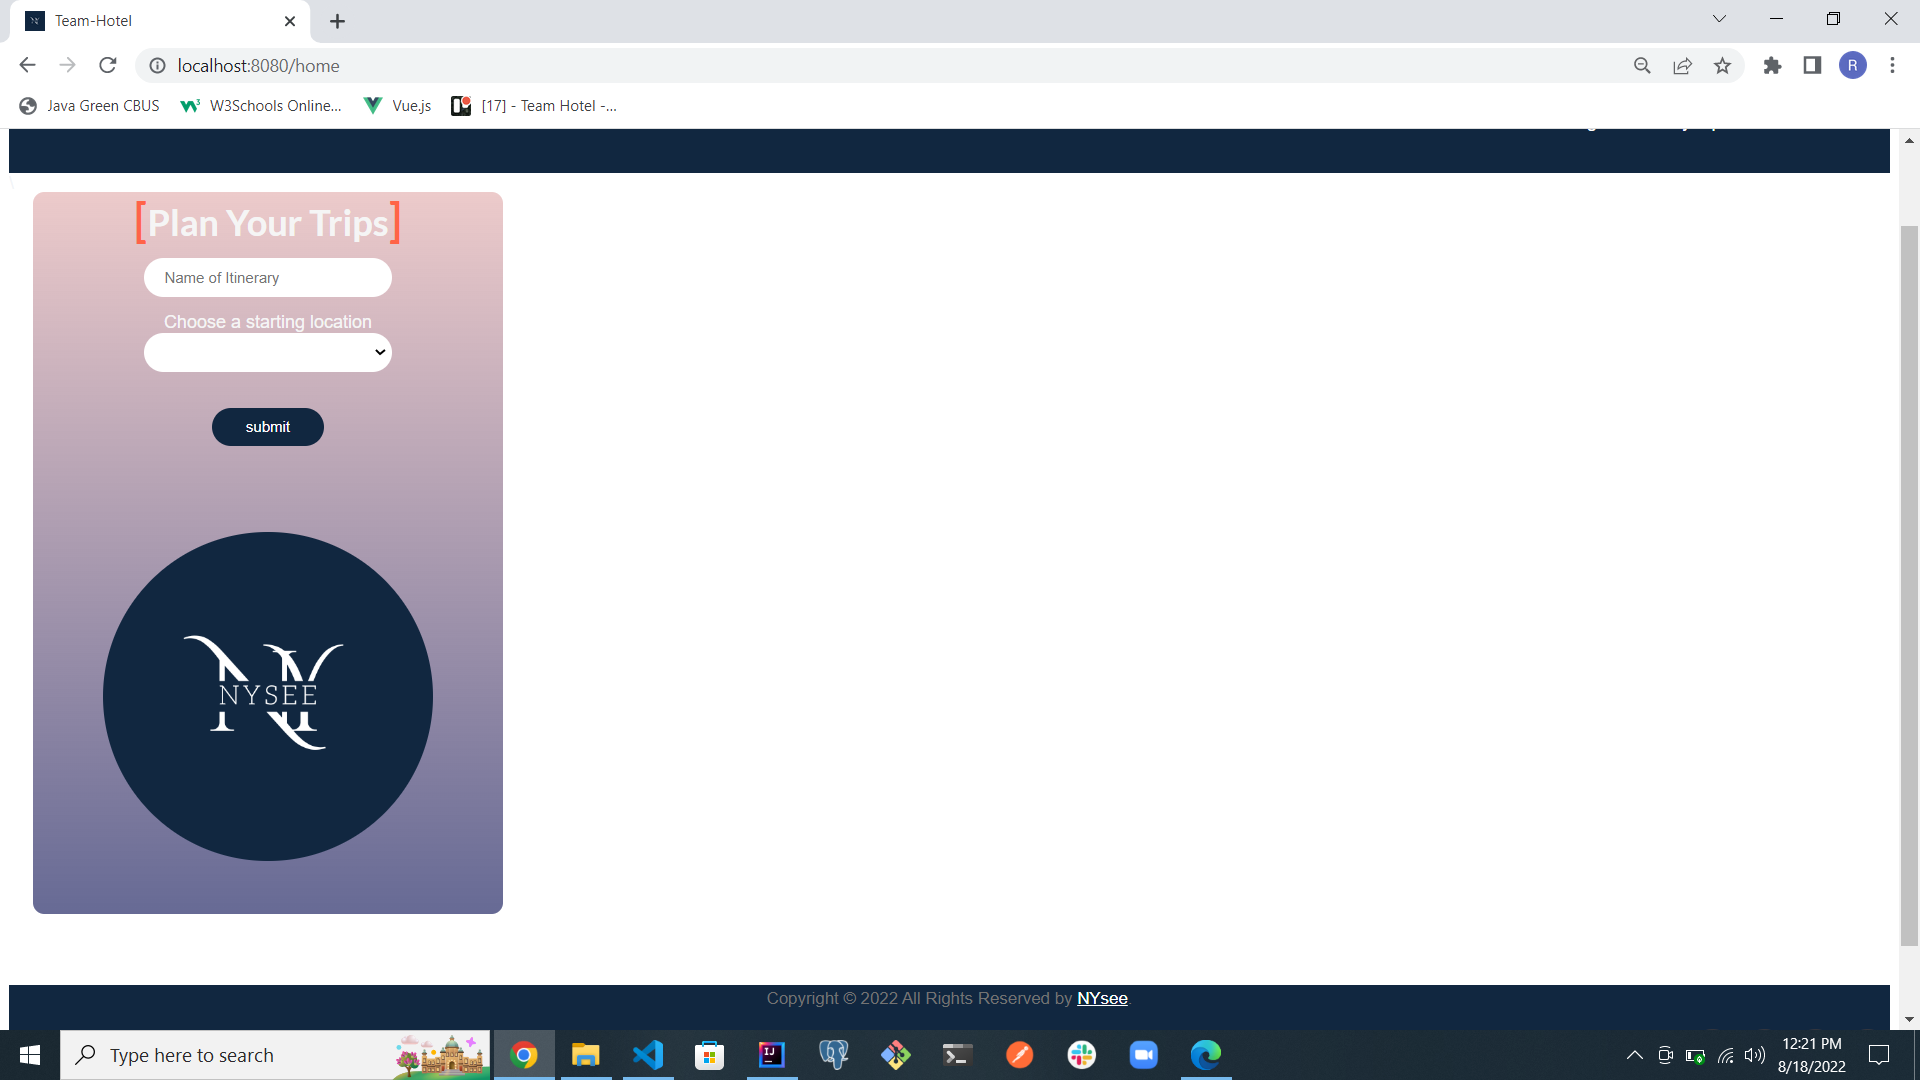 Team-Hotel
localhost:8080/home
R
Java Green CBUS
W3Schools Online...
Vue.js
[17] - Team Hotel -...
[Plan Your Trips]
Name of Itinerary
Choose a starting location
submit
NY
NYSEE
Copyright © 2022 All Rights Reserved by NYsee
Type here to search
IJ
12:21 PM
8/18/2022